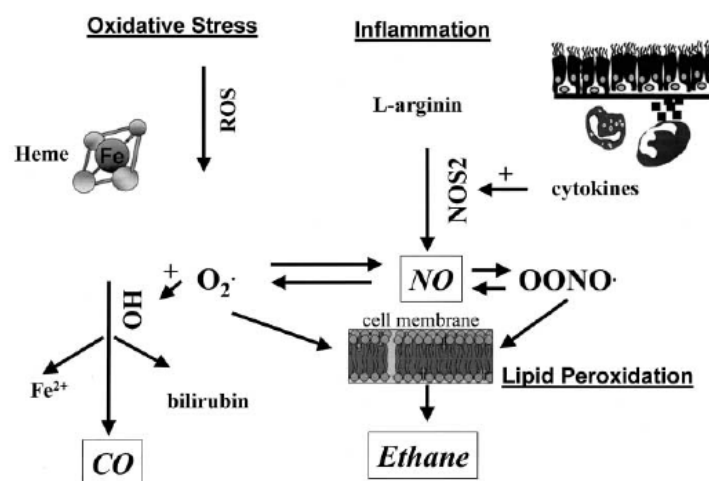 Oxidative Stress
Inflammation
ROS
L-arginin
Heme
Fe
NOS2
+
cytokines
+
O₂·
NO
OONO·
OH
cell membrane
Fe²⁺
bilirubin
Lipid Peroxidation
CO
Ethane